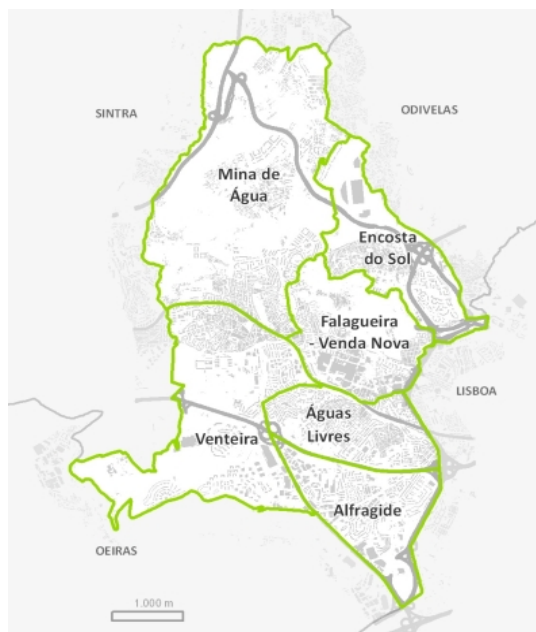 SINTRA
ODIVELAS
Mina de
Água
Encosta
do Sol
Falagueira
- Venda Nova
LISBOA
Águas
Livres
Venteira
Alfragide
OEIRAS
1.000 m